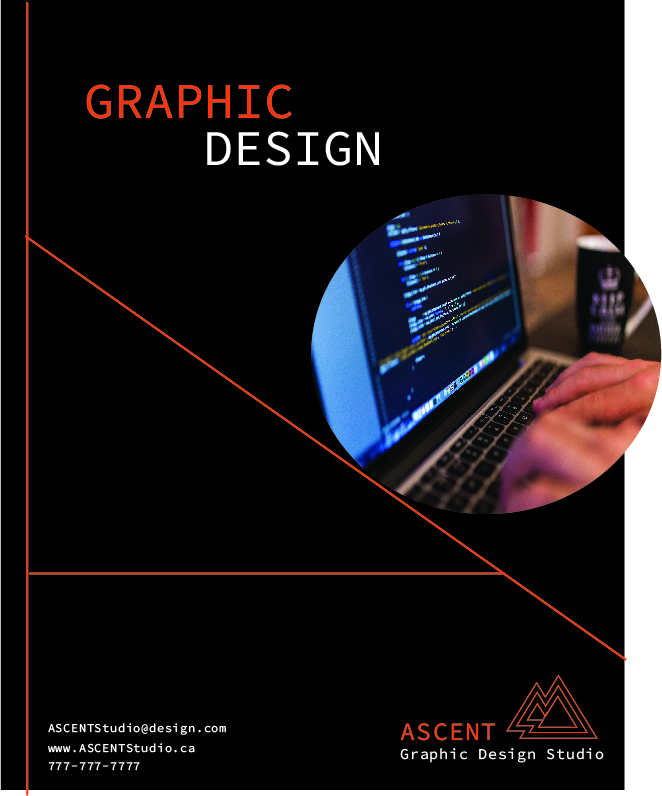 GRAPHIC
DESIGN
ASCENTStudio@design.com
www.ASCENTStudio.ca
777-777-7777
ASCENT
Graphic Design Studio